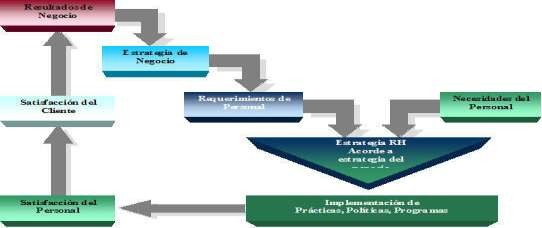 Resultados de
Negocio
Estrategia de
Negocio
Satisfacción del
Cliente
Requerimientos de
Personal
Necesidades del
Personal
Estrategia RH
Acorde a
estrategia del
Satisfacción del
Personal
Implementación de
Prácticas, Políticas, Programas